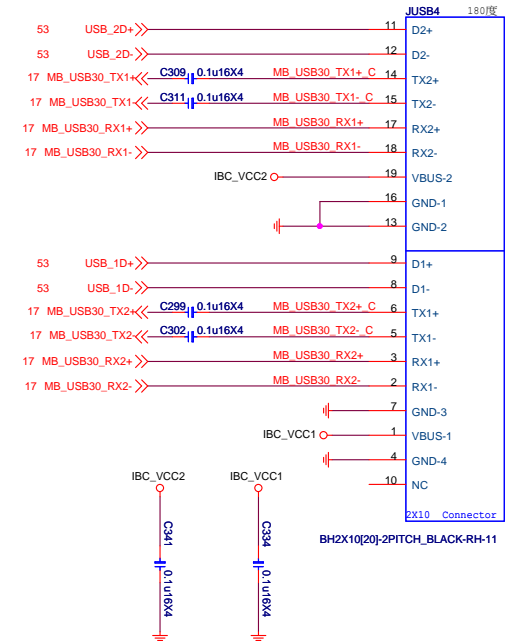 JUSB4 180度
53 USB_2D+ 11 D2+
53 USB_2D- 12 D2-
17 MB_USB30_TX1+ C309 0.1u16X4 MB_USB30_TX1+_C 14 TX2+
17 MB_USB30_TX1- C311 0.1u16X4 MB_USB30_TX1-_C 15 TX2-
17 MB_USB30_RX1+ MB_USB30_RX1+ 17 RX2+
17 MB_USB30_RX1- MB_USB30_RX1- 18 RX2-
IBC_VCC2 19 VBUS-2
16 GND-1
13 GND-2
53 USB_1D+ 9 D1+
53 USB_1D- 8 D1-
17 MB_USB30_TX2+ C299 0.1u16X4 MB_USB30_TX2+_C 6 TX1+
17 MB_USB30_TX2- C302 0.1u16X4 MB_USB30_TX2-_C 5 TX1-
17 MB_USB30_RX2+ MB_USB30_RX2+ 3 RX1+
17 MB_USB30_RX2- MB_USB30_RX2- 2 RX1-
7 GND-3
IBC_VCC1 1 VBUS-1
4 GND-4
10 NC
2X10 Connector
BH2X10[20]-2PITCH_BLACK-RH-11
IBC_VCC2 IBC_VCC1
C341 C334
0.1u16X4 0.1u16X4